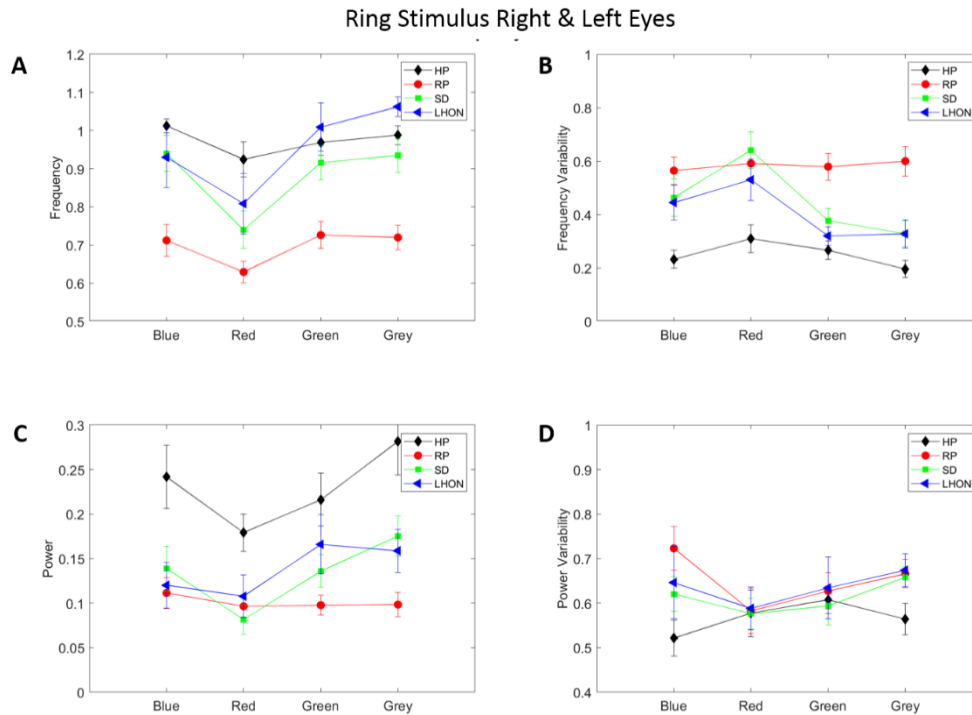 Ring Stimulus Right & Left Eyes
A
Frequency
1.2
1.1
1
0.9
0.8
0.7
0.6
0.5
Blue Red Green Grey
HP
RP
SD
LHON
B
Frequency Variability
1
0.8
0.6
0.4
0.2
0
Blue Red Green Grey
HP
RP
SD
LHON
C
Power
0.3
0.25
0.2
0.15
0.1
0.05
0
Blue Red Green Grey
HP
RP
SD
LHON
D
Power Variability
1
0.9
0.8
0.7
0.6
0.5
0.4
Blue Red Green Grey
HP
RP
SD
LHON